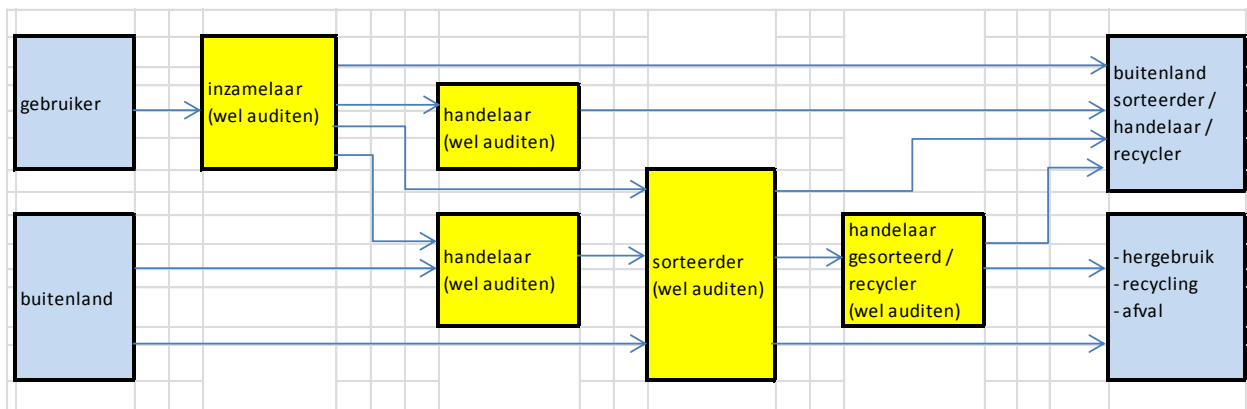 gebruiker
inzamelaar
(wel auditen)
handelaar
(wel auditen)
buitenland
sorteerder /
handelaar /
recycler
buitenland
handelaar
(wel auditen)
sorteerder
(wel auditen)
handelaar
gesorteerd /
recycler
(wel auditen)
- hergebruik
- recycling
- afval